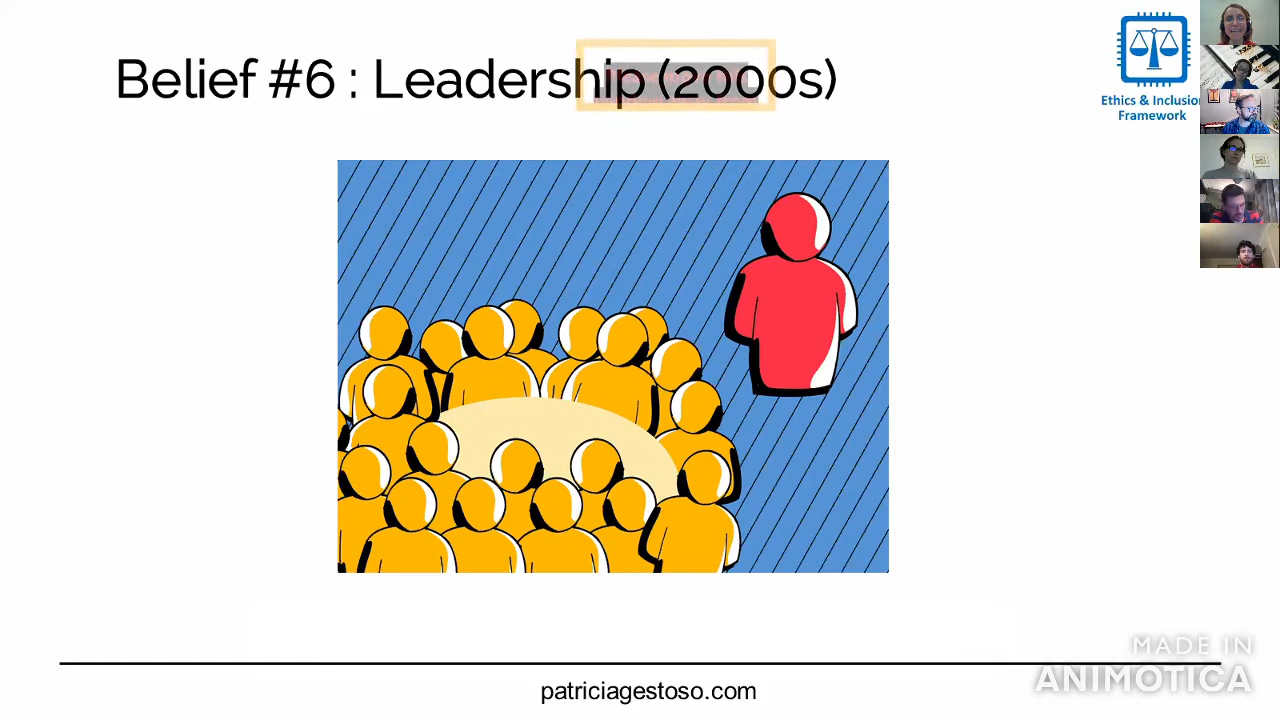 Belief #6 : Leadership (2000s)
Ethics & Inclusion
Framework
MADE IN
ANIMOTICA
patriciagestoso.com